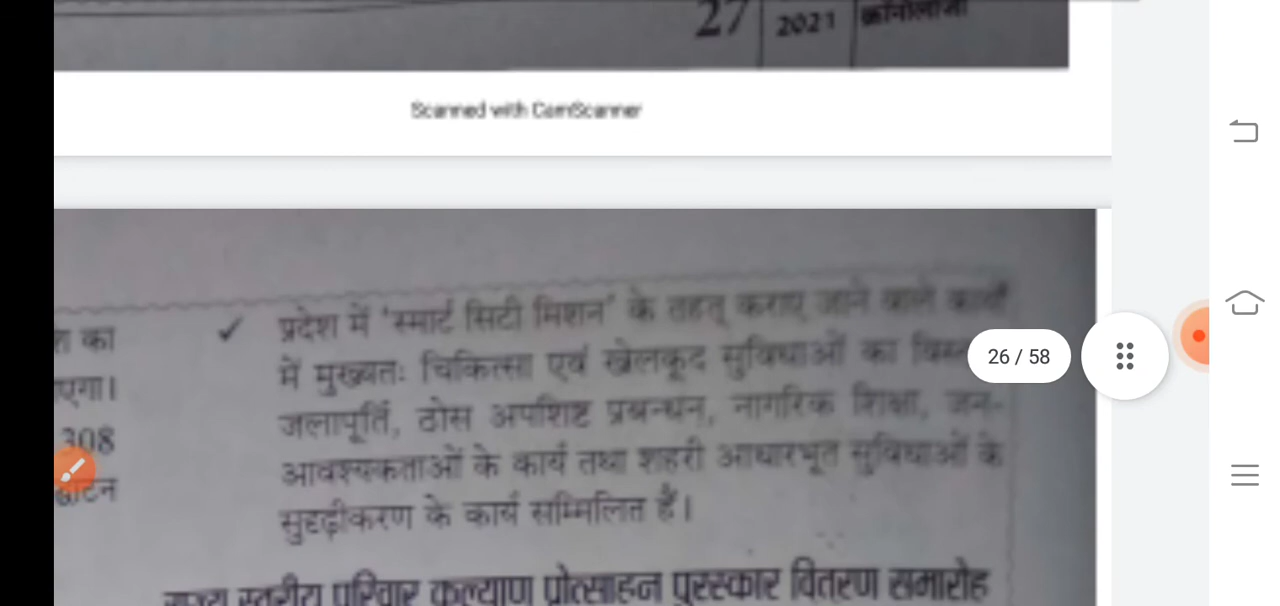 27 2021 क्रॉनोलॉजी
Scanned with CamScanner
प्रदेश में 'स्मार्ट सिटी मिशन' के तहत् कराए जाने वाले कार्यों
में मुख्यतः चिकित्सा एवं खेलकूद सुविधाओं का
26 / 58
जलापूर्ति, ठोस अपशिष्ट प्रबन्धन, नागरिक शिक्षा, जन-
आवश्यकताओं के कार्य तथा शहरी आधारभूत सुविधाओं के
सुदृढ़ीकरण के कार्य सम्मिलित हैं।
का
308
राज्य स्तरीय परिवार कल्याण प्रोत्साहन पुरस्कार वितरण समारोह